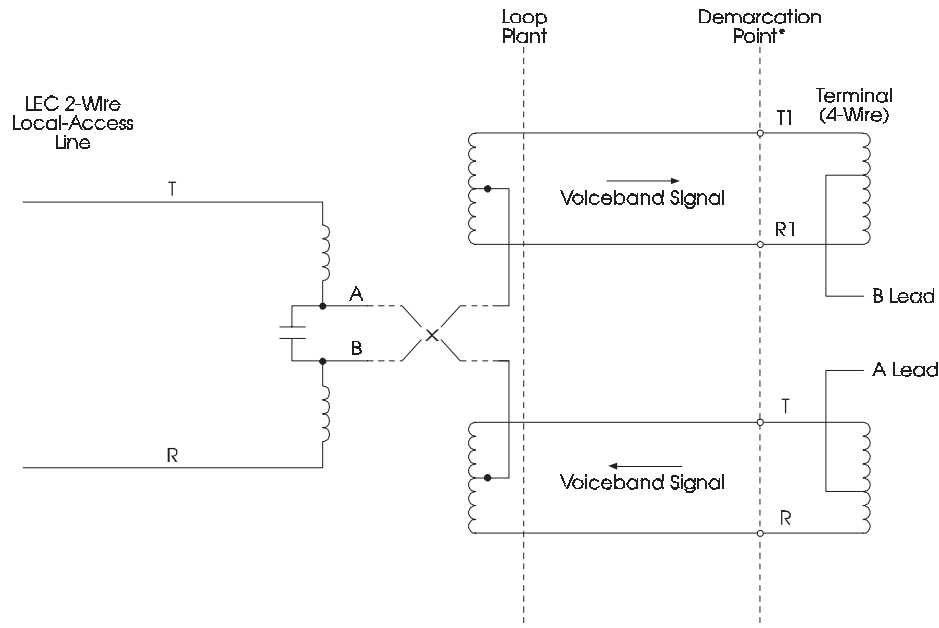 Loop
Plant
Demarcation
Point*
LEC 2-Wire
Local-Access
Line
Terminal
(4-Wire)
T1
T
Voiceband Signal
R1
A
B Lead
B
A Lead
T
R
Voiceband Signal
R